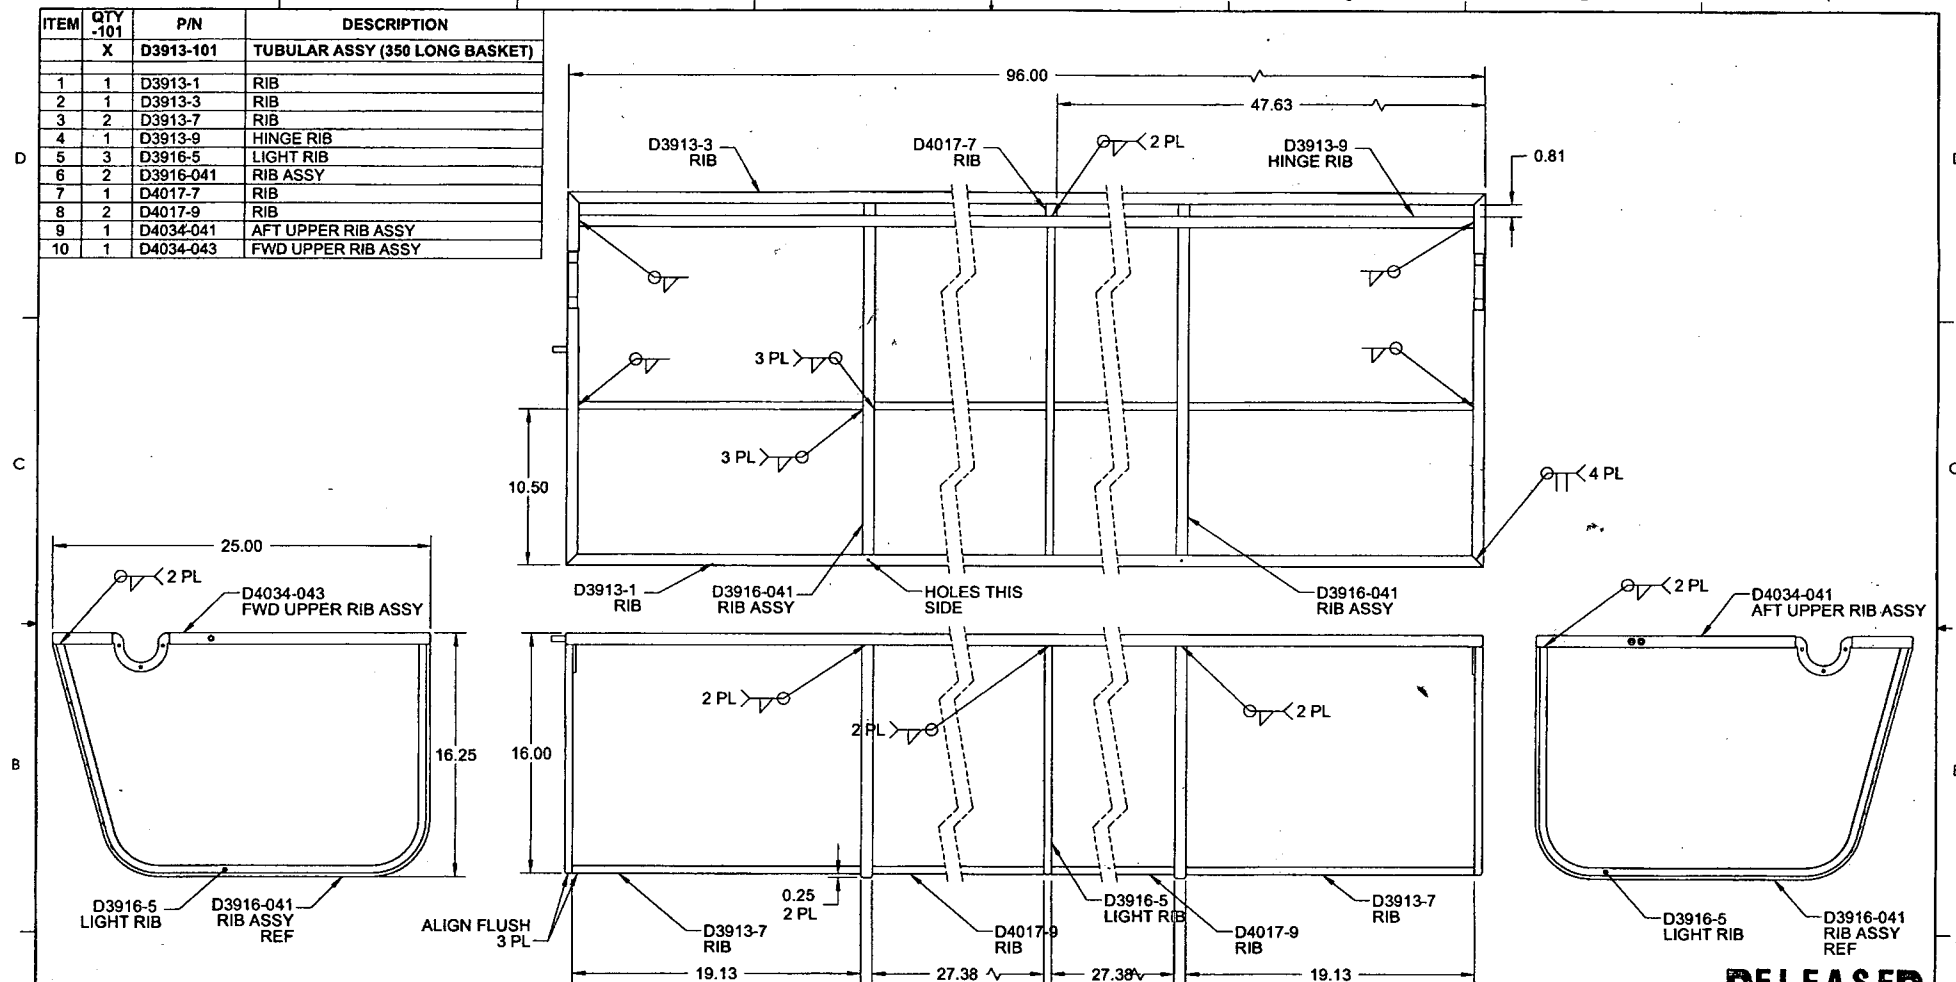 ITEM QTY -101 P/N DESCRIPTION
X D3913-101 TUBULAR ASSY (350 LONG BASKET)
1 1 D3913-1 RIB
2 1 D3913-3 RIB
3 2 D3913-7 RIB
4 1 D3913-9 HINGE RIB
5 3 D3916-5 LIGHT RIB
6 2 D3916-041 RIB ASSY
7 1 D4017-7 RIB
8 2 D4017-9 RIB
9 1 D4034-041 AFT UPPER RIB ASSY
10 1 D4034-043 FWD UPPER RIB ASSY
96.00
47.63
D3913-3
RIB
D4017-7
RIB
2 PL
D3913-9
HINGE RIB
0.81
D
3 PL
3 PL
10.50
4 PL
C
D3913-1
RIB
D3916-041
RIB ASSY
HOLES THIS
SIDE
D3916-041
RIB ASSY
25.00
2 PL
D4034-043
FWD UPPER RIB ASSY
16.25
D3916-5
LIGHT RIB
D3916-041
RIB ASSY
REF
B
16.00
2 PL
2 PL
2 PL
ALIGN FLUSH
3 PL
D3913-7
RIB
0.25
2 PL
D4017-9
RIB
D3916-5
LIGHT RIB
D4017-9
RIB
D3913-7
RIB
19.13
27.38
27.38
19.13
2 PL
D4034-041
AFT UPPER RIB ASSY
D3916-5
LIGHT RIB
D3916-041
RIB ASSY
REF
RELEASED